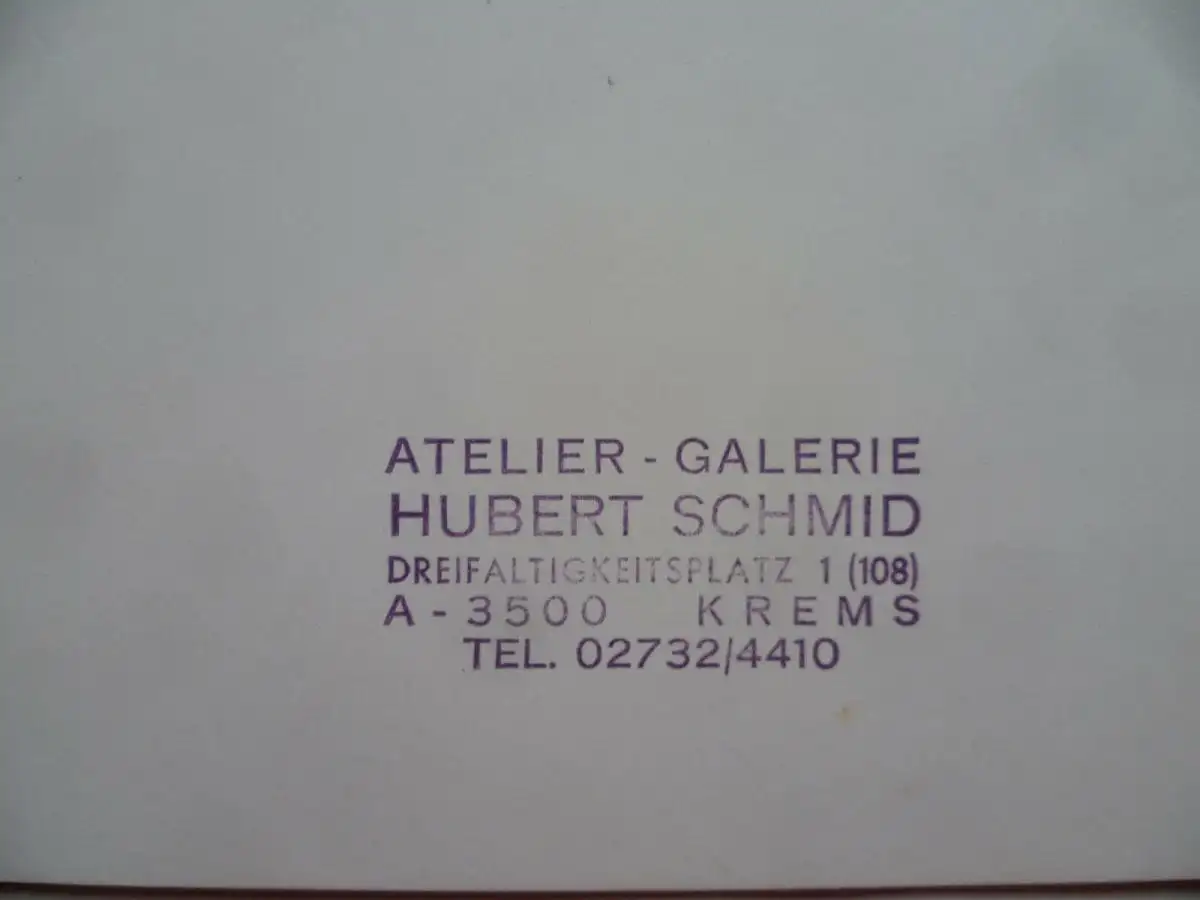 ATELIER - GALERIE
HUBERT SCHMID
DREIFALTIGKEITSPLATZ 1 (108)
A - 3500 KREMS
TEL. 02732/4410